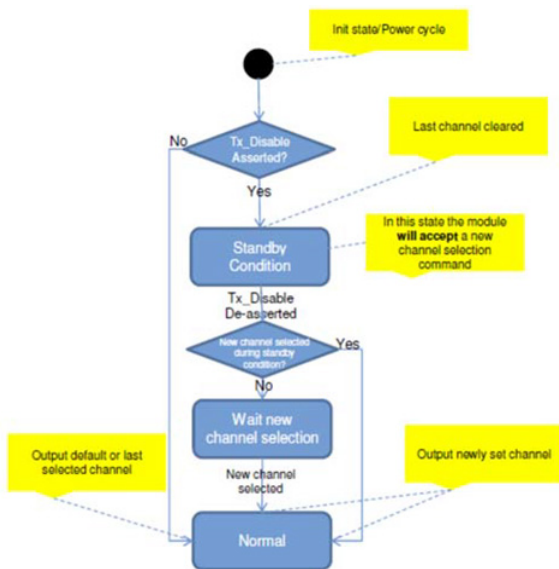 Init state/Power cycle
No
Tx_Disable
Asserted?
Last channel cleared
Yes
Standby
Condition
In this state the module
will accept a new
channel selection
command
Tx_Disable
De-asserted
New channel selected
during standby
condition?
Yes
No
Wait new
channel selection
Output default or last
selected channel
Output newly set channel
New channel
selected
Normal